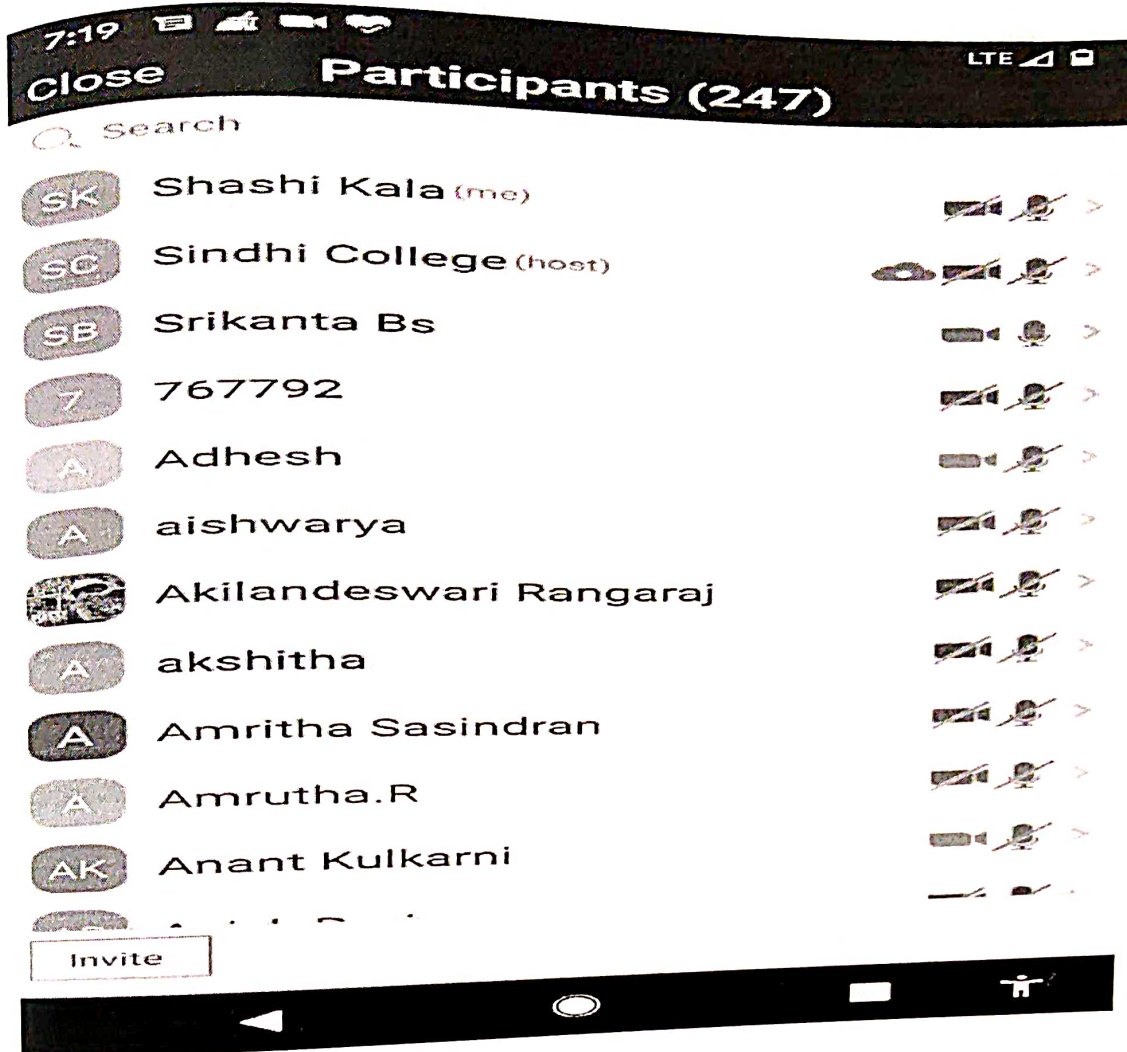 7:19 LTE
Close Participants (247)
Search
SK Shashi Kala (me)
SC Sindhi College (host)
SB Srikanta Bs
7 767792
A Adhesh
A aishwarya
Akilandeswari Rangaraj
A akshitha
A Amritha Sasindran
A Amrutha.R
AK Anant Kulkarni
Invite